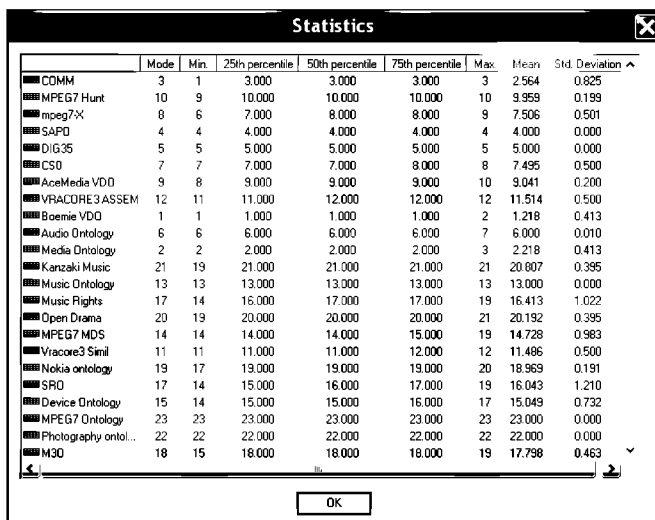 Statistics
Mode Min. 25th percentile 50th percentile 75th percentile Max. Mean Std. Deviation
COMM 3 1 3.000 3.000 3.000 3 2.564 0.825
MPEG7 Hunt 10 9 10.000 10.000 10.000 10 9.959 0.199
mpeg7-X 8 6 7.000 8.000 8.000 9 7.506 0.501
SAPO 4 4 4.000 4.000 4.000 4 4.000 0.000
DIG35 5 5 5.000 5.000 5.000 5 5.000 0.000
CSO 7 7 7.000 7.000 8.000 8 7.495 0.500
AceMedia VDO 9 8 9.000 9.000 9.000 10 9.041 0.200
VRACORE3 ASSEM 12 11 11.000 12.000 12.000 12 11.514 0.500
Boemie VDO 1 1 1.000 1.000 1.000 2 1.218 0.413
Audio Ontology 6 6 6.000 6.000 6.000 7 6.000 0.010
Media Ontology 2 2 2.000 2.000 2.000 3 2.218 0.413
Kanzaki Music 21 19 21.000 21.000 21.000 21 20.807 0.395
Music Ontology 13 13 13.000 13.000 13.000 13 13.000 0.000
Music Rights 17 14 16.000 17.000 17.000 19 16.413 1.022
Open Drama 20 19 20.000 20.000 20.000 21 20.192 0.395
MPEG7 MDS 14 14 14.000 14.000 15.000 19 14.728 0.983
Vracore3 Simil 11 11 11.000 11.000 12.000 12 11.486 0.500
Nokia ontology 19 17 19.000 19.000 19.000 20 18.969 0.191
SRO 17 14 15.000 16.000 17.000 19 16.043 1.210
Device Ontology 15 14 15.000 15.000 16.000 17 15.049 0.732
MPEG7 Ontology 23 23 23.000 23.000 23.000 23 23.000 0.000
Photography ontol... 22 22 22.000 22.000 22.000 22 22.000 0.000
M3O 18 15 18.000 18.000 18.000 19 17.798 0.463
OK